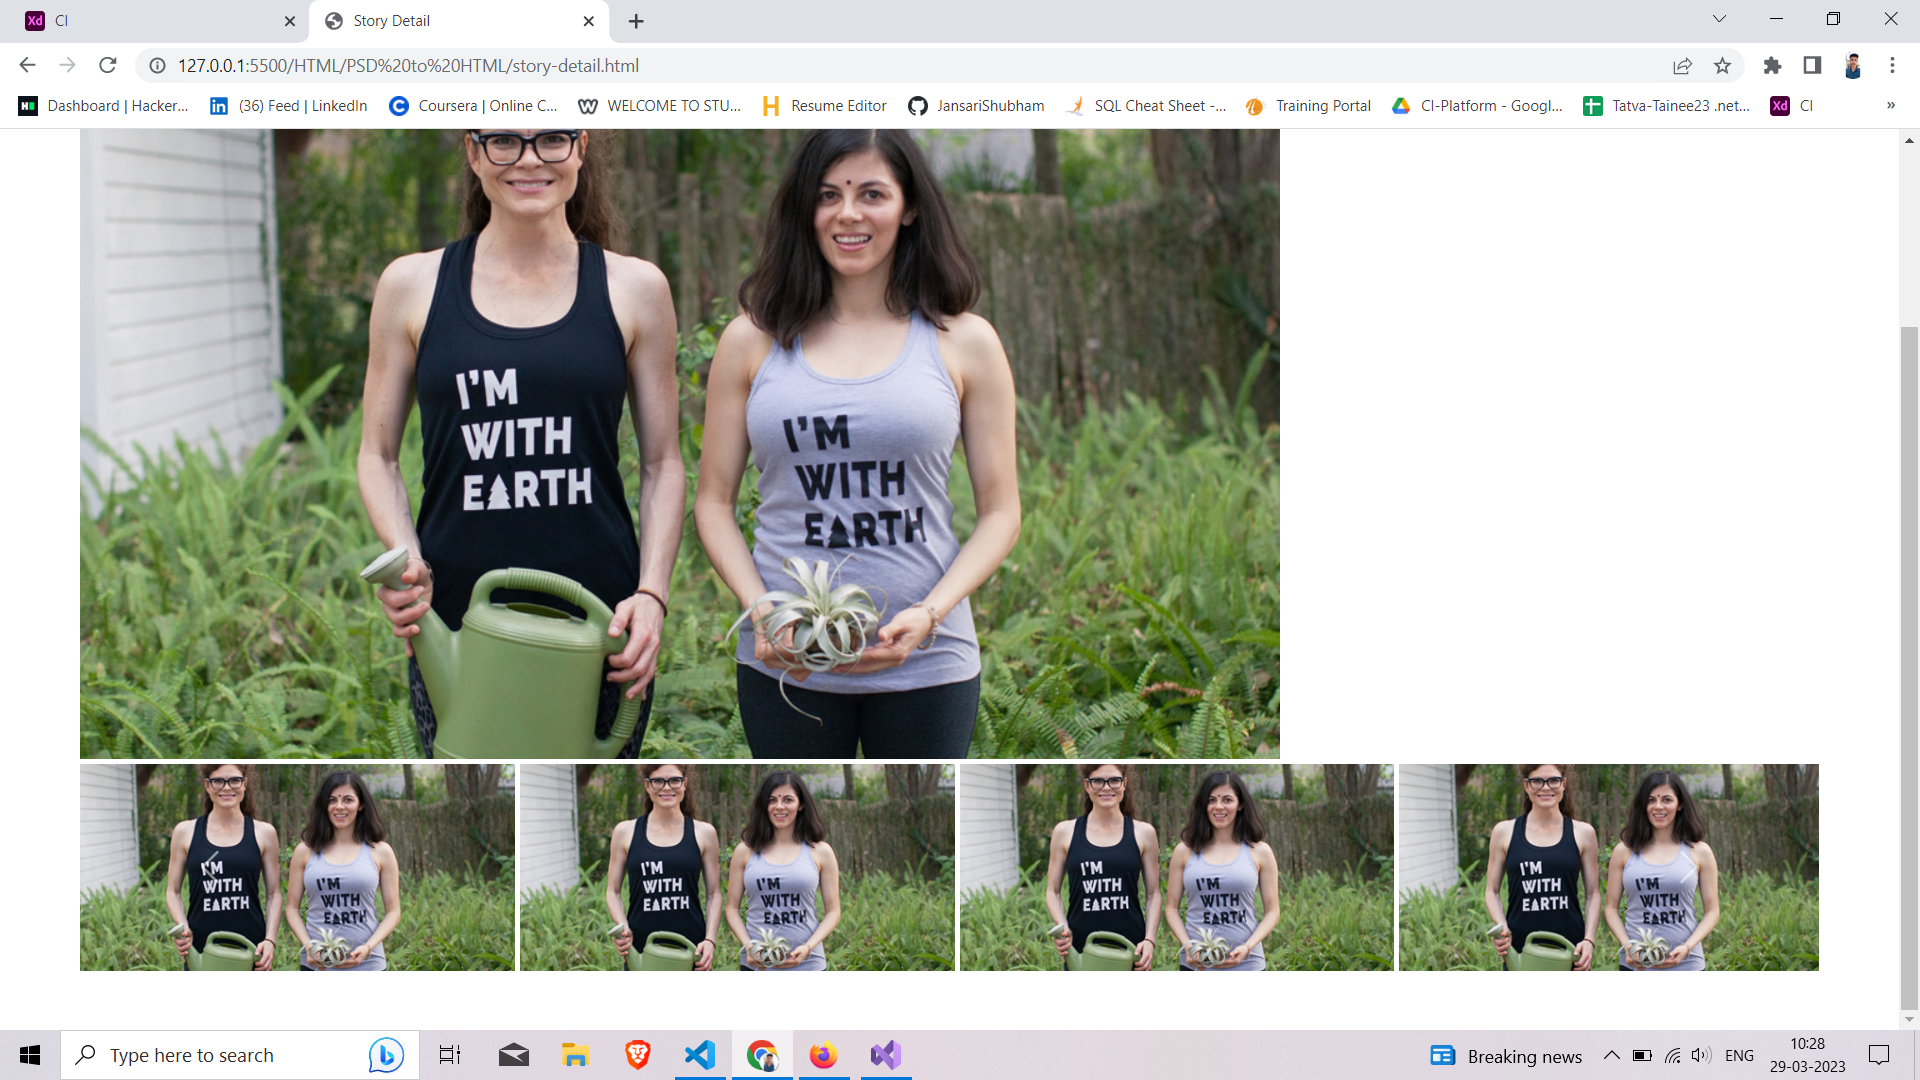 Xd CI
Story Detail
127.0.0.1:5500/HTML/PSD%20to%20HTML/story-detail.html
Dashboard | Hacker...
in (36) Feed | LinkedIn
Coursera | Online C...
WELCOME TO STU...
Resume Editor
JansariShubham
SQL Cheat Sheet -...
Training Portal
CI-Platform - Googl...
Tatva-Tainee23 .net...
Xd CI
»
I'M
WITH
EARTH
I'M
WITH
EARTH
I'M
WITH
EARTH
I'M
WITH
EARTH
I'M
WITH
EARTH
I'M
WITH
EARTH
I'M
WITH
EARTH
I'M
WITH
EARTH
I'M
WITH
EARTH
I'M
WITH
EARTH
Type here to search
Breaking news
ENG
10:28
29-03-2023